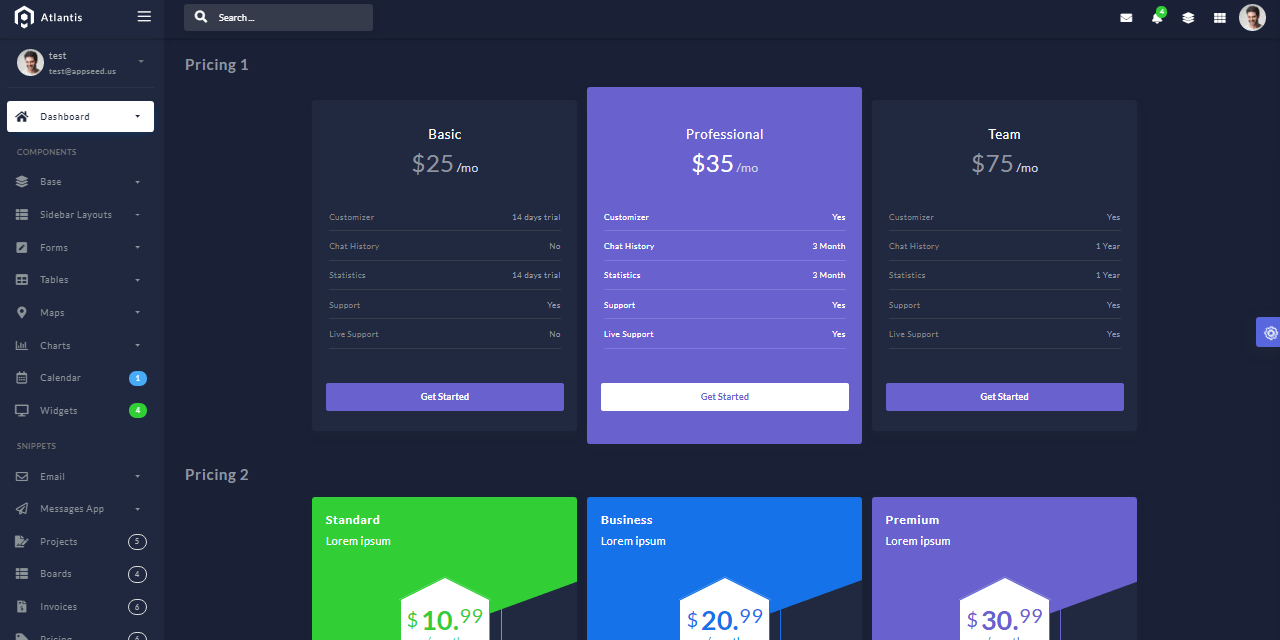 Atlantis
Search...
4
test
test@appseed.us
Dashboard
COMPONENTS
Base
Sidebar Layouts
Forms
Tables
Maps
Charts
Calendar 1
Widgets 4
SNIPPETS
Email
Messages App
Projects 5
Boards 4
Invoices 6
Pricing 6
Pricing 1
Basic
$25 /mo
Customizer 14 days trial
Chat History No
Statistics 14 days trial
Support Yes
Live Support No
Get Started
Professional
$35 /mo
Customizer Yes
Chat History 3 Month
Statistics 3 Month
Support Yes
Live Support Yes
Get Started
Team
$75 /mo
Customizer Yes
Chat History 1 Year
Statistics 1 Year
Support Yes
Live Support Yes
Get Started
Pricing 2
Standard
Lorem ipsum
$10.99
Business
Lorem ipsum
$20.99
Premium
Lorem ipsum
$30.99